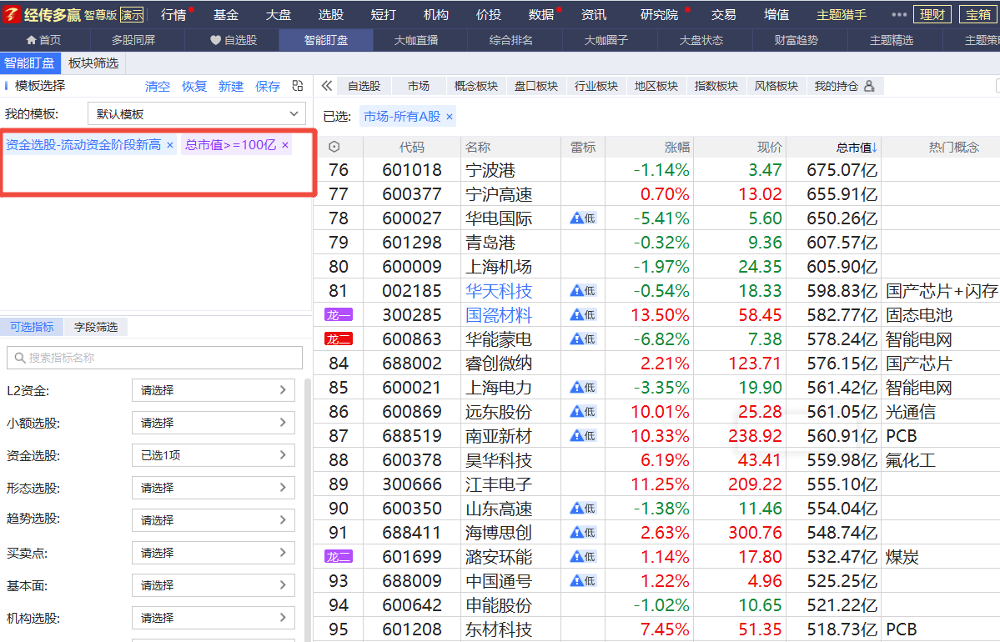 经传多赢 智尊版 演示 行情 基金 大盘 选股 短打 机构 价投 数据 资讯 研究院 交易 增值 主题猎手 ••• 理财 宝箱
首页 多股同屏 自选股 智能盯盘 大咖直播 综合排名 大咖圈子 大盘状态 财富趋势 主题精选 主题策
智能盯盘 板块筛选
模板选择 清空 恢复 新建 保存
自选股 市场 概念板块 盘口板块 行业板块 地区板块 指数板块 风格板块 我的持仓
我的模板: 默认模板
已选: 市场-所有A股 ×
资金选股-流动资金阶段新高 × 总市值>=100亿 ×
代码 名称 雷标 涨幅 现价 总市值↓ 热门概念
76 601018 宁波港 -1.14% 3.47 675.07亿
77 600377 宁沪高速 0.70% 13.02 655.91亿
78 600027 华电国际 低 -5.41% 5.60 650.26亿
79 601298 青岛港 -0.32% 9.36 607.57亿
80 600009 上海机场 -1.97% 24.35 605.90亿
81 002185 华天科技 低 -0.54% 18.33 598.83亿 国产芯片+闪存
龙一 300285 国瓷材料 低 13.50% 58.45 582.77亿 固态电池
龙二 600863 华能蒙电 低 -6.82% 7.38 578.24亿 智能电网
84 688002 睿创微纳 2.21% 123.71 576.15亿 国产芯片
85 600021 上海电力 低 -3.35% 19.90 561.42亿 智能电网
86 600869 远东股份 低 10.01% 25.28 561.05亿 光通信
87 688519 南亚新材 低 10.33% 238.92 560.91亿 PCB
88 600378 昊华科技 6.19% 43.41 559.98亿 氟化工
89 300666 江丰电子 11.25% 209.22 555.10亿
90 600350 山东高速 低 -1.38% 11.46 554.04亿
91 688411 海博思创 低 2.63% 300.76 548.74亿
龙二 601699 潞安环能 低 1.14% 17.80 532.47亿 煤炭
93 688009 中国通号 低 1.22% 4.96 525.25亿
94 600642 申能股份 -1.02% 10.65 521.22亿
95 601208 东材科技 7.45% 51.35 518.73亿 PCB
可选指标 字段筛选
搜索指标名称
L2资金: 请选择
小额选股: 请选择
资金选股: 已选1项
形态选股: 请选择
趋势选股: 请选择
买卖点: 请选择
基本面: 请选择
机构选股: 请选择